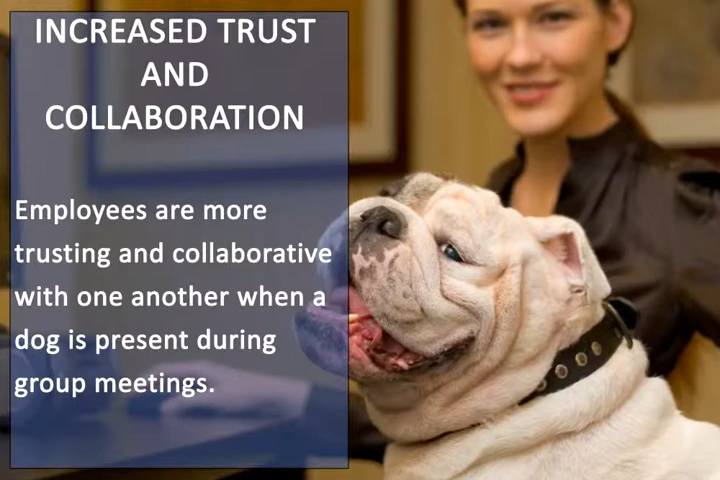 INCREASED TRUST
AND
COLLABORATION
Employees are more
trusting and collaborative
with one another when a
dog is present during
group meetings.